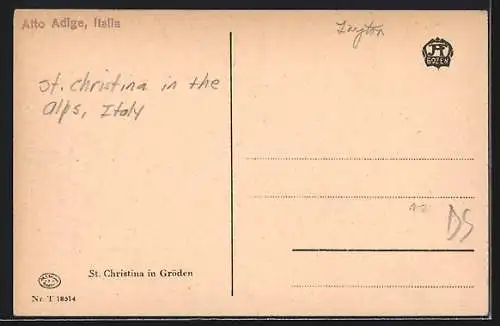 Alto Adige, Italia
St. Christina in the
Alps, Italy
BOZEN
DS
St. Christina in Gröden
Nr. T 18514